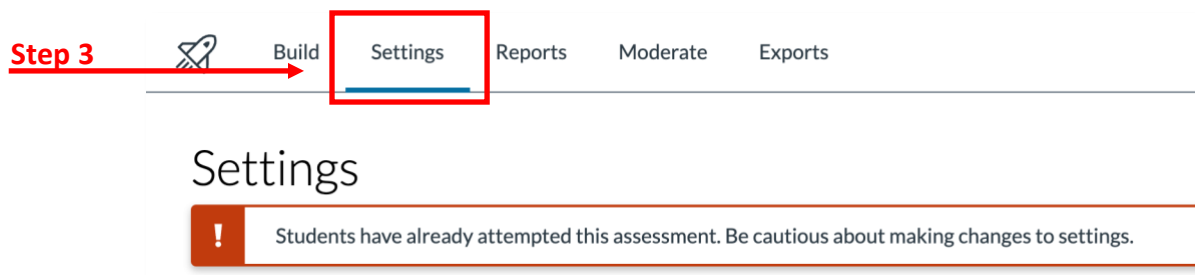 Step 3 Build Settings Reports Moderate Exports
Settings
! Students have already attempted this assessment. Be cautious about making changes to settings.